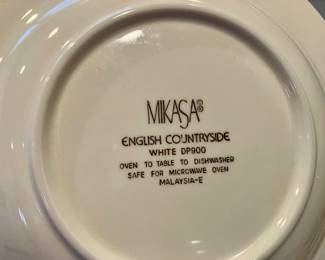 MIKASA®
ENGLISH COUNTRYSIDE
WHITE DP900
OVEN TO TABLE TO DISHWASHER
SAFE FOR MICROWAVE OVEN
MALAYSIA-E